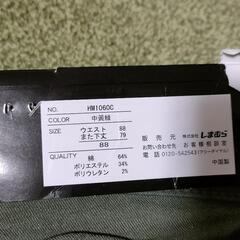 NO. HW1060C
COLOR 中黄緑
SIZE ウエスト 88
また下丈 79
88
QUALITY 綿 64%
ポリエステル 34%
ポリウレタン 2%
販売元 株式会社 しまむら
お問い合わせ先 お客様相談室
電話 0120-542543 (フリーダイヤル)
中国製